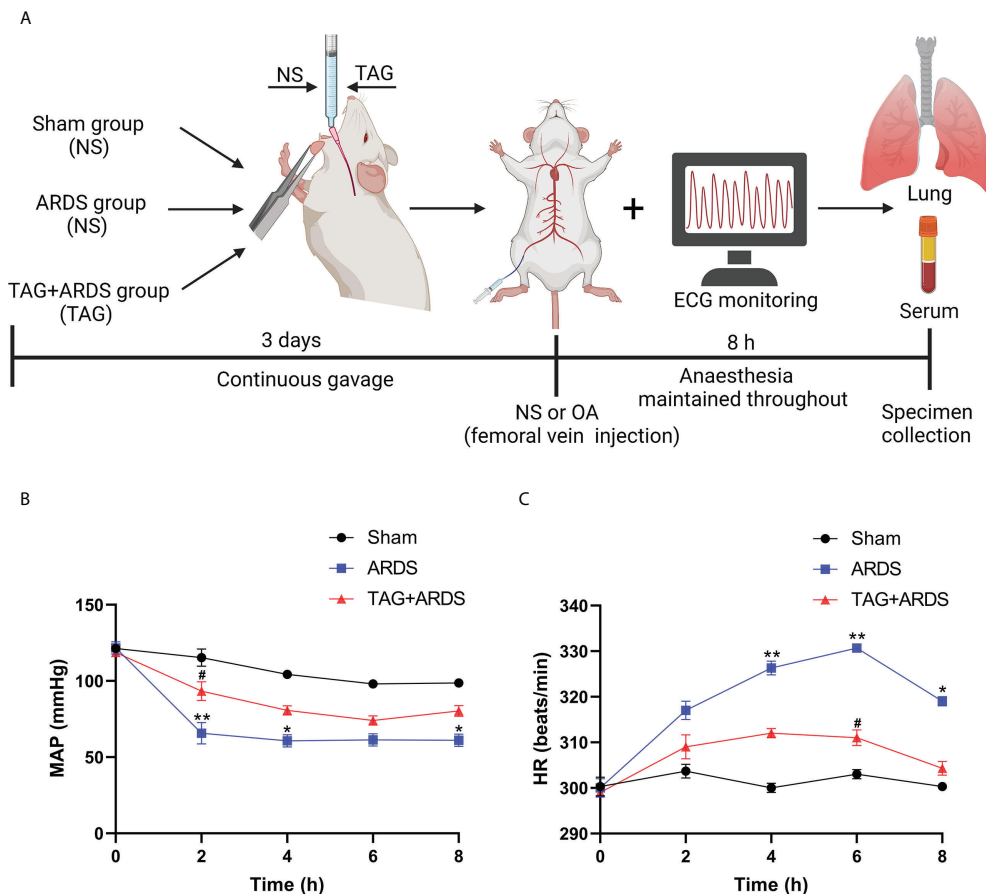 A
NS
TAG
Sham group
(NS)
ARDS group
(NS)
TAG+ARDS group
(TAG)
ECG monitoring
Lung
Serum
3 days
8 h
Continuous gavage
Anaesthesia
maintained throughout
NS or OA
(femoral vein injection)
Specimen
collection
B
Sham
ARDS
TAG+ARDS
MAP (mmHg)
150
100
50
0
#
**
*
*
0 2 4 6 8
Time (h)
C
Sham
ARDS
TAG+ARDS
HR (beats/min)
340
330
320
310
300
290
**
**
*
#
0 2 4 6 8
Time (h)